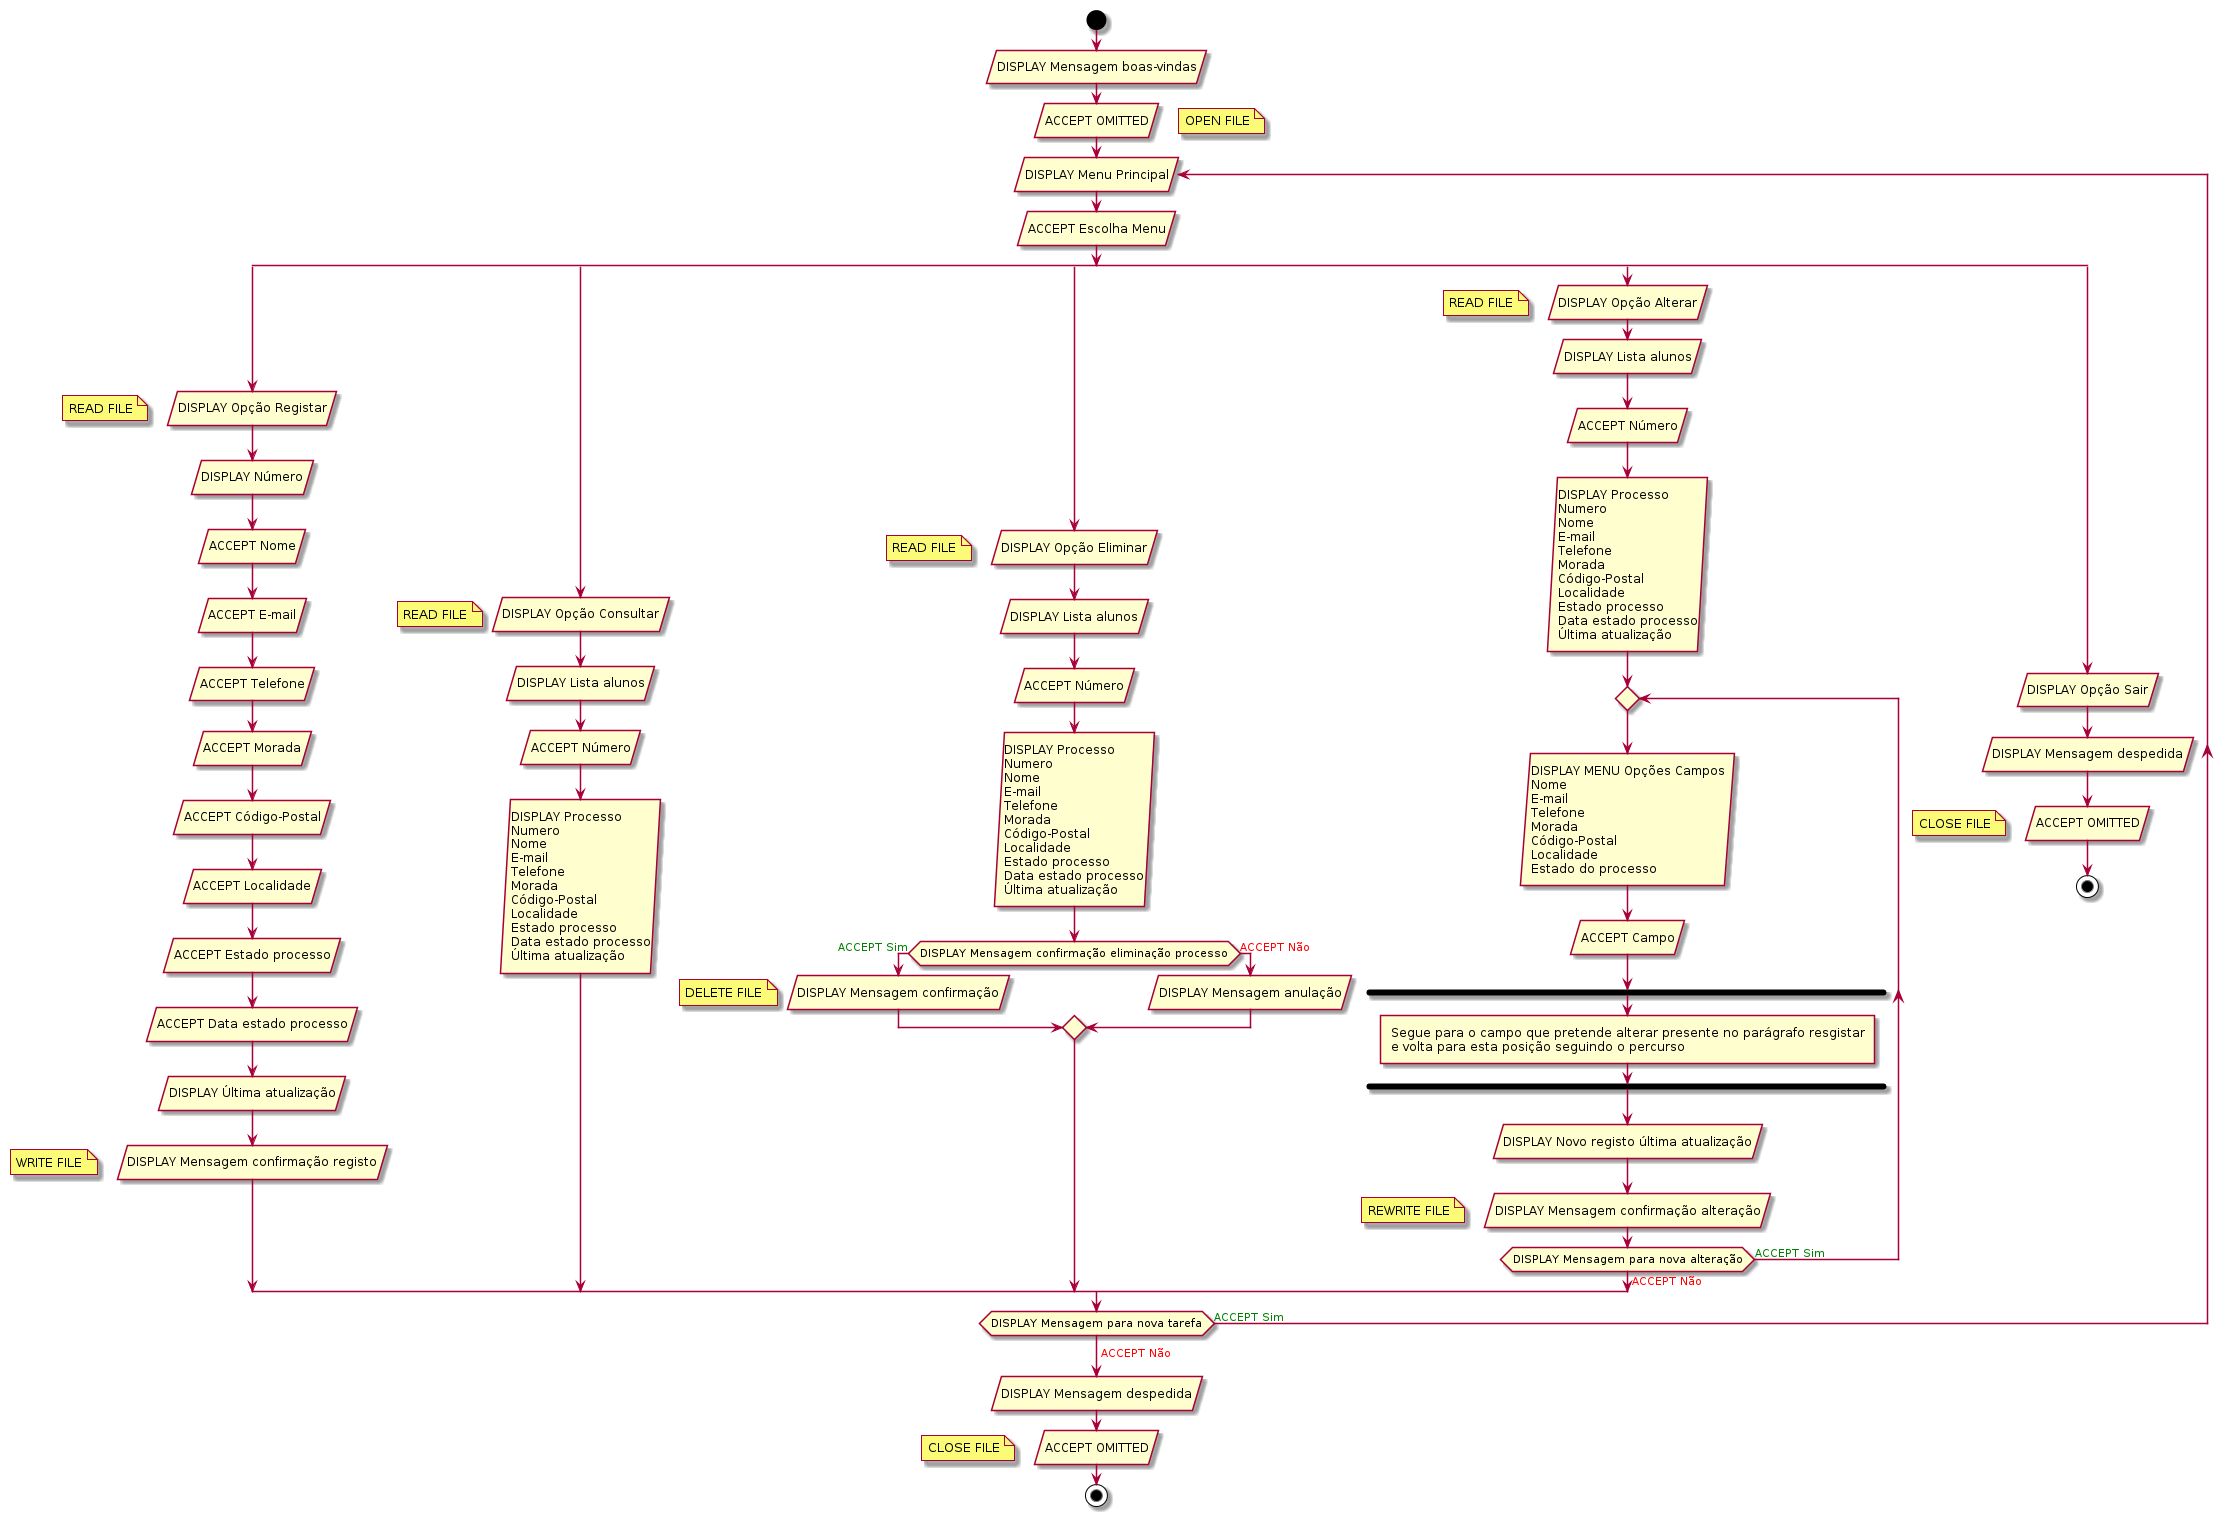 DISPLAY Mensagem boas-vindas
ACCEPT OMITTED
OPEN FILE
DISPLAY Menu Principal
ACCEPT Escolha Menu
READ FILE
DISPLAY Opção Registar
DISPLAY Número
ACCEPT Nome
ACCEPT E-mail
ACCEPT Telefone
ACCEPT Morada
ACCEPT Código-Postal
ACCEPT Localidade
ACCEPT Estado processo
ACCEPT Data estado processo
DISPLAY Última atualização
WRITE FILE
DISPLAY Mensagem confirmação registo
READ FILE
DISPLAY Opção Consultar
DISPLAY Lista alunos
ACCEPT Número
DISPLAY Processo
Numero
Nome
E-mail
Telefone
Morada
Código-Postal
Localidade
Estado processo
Data estado processo
Última atualização
READ FILE
DISPLAY Opção Eliminar
DISPLAY Lista alunos
ACCEPT Número
DISPLAY Processo
Numero
Nome
E-mail
Telefone
Morada
Código-Postal
Localidade
Estado processo
Data estado processo
Última atualização
ACCEPT Sim
DISPLAY Mensagem confirmação eliminação processo
ACCEPT Não
DELETE FILE
DISPLAY Mensagem confirmação
DISPLAY Mensagem anulação
READ FILE
DISPLAY Opção Alterar
DISPLAY Lista alunos
ACCEPT Número
DISPLAY Processo
Numero
Nome
E-mail
Telefone
Morada
Código-Postal
Localidade
Estado processo
Data estado processo
Última atualização
DISPLAY MENU Opções Campos
Nome
E-mail
Telefone
Morada
Código-Postal
Localidade
Estado do processo
ACCEPT Campo
Segue para o campo que pretende alterar presente no parágrafo resgistar
e volta para esta posição seguindo o percurso
DISPLAY Novo registo última atualização
REWRITE FILE
DISPLAY Mensagem confirmação alteração
DISPLAY Mensagem para nova alteração
ACCEPT Sim
ACCEPT Não
DISPLAY Opção Sair
DISPLAY Mensagem despedida
CLOSE FILE
ACCEPT OMITTED
DISPLAY Mensagem para nova tarefa
ACCEPT Sim
ACCEPT Não
DISPLAY Mensagem despedida
CLOSE FILE
ACCEPT OMITTED